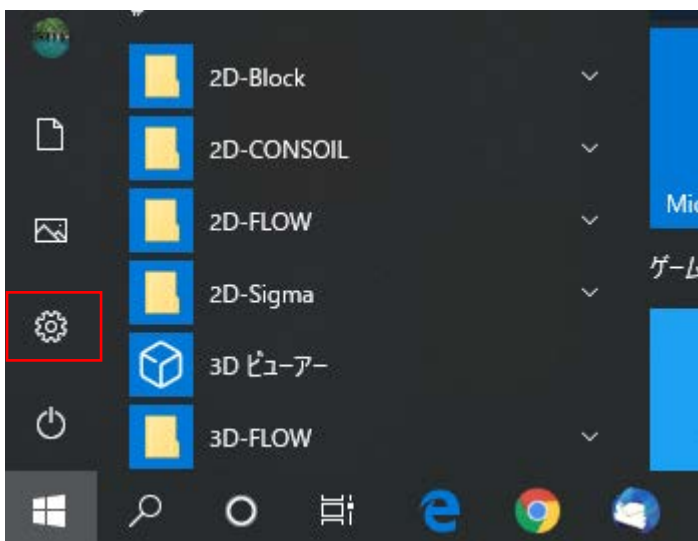 2D-Block
2D-CONSOIL
2D-FLOW
2D-Sigma
3D ビューアー
3D-FLOW
Mic
ゲーム